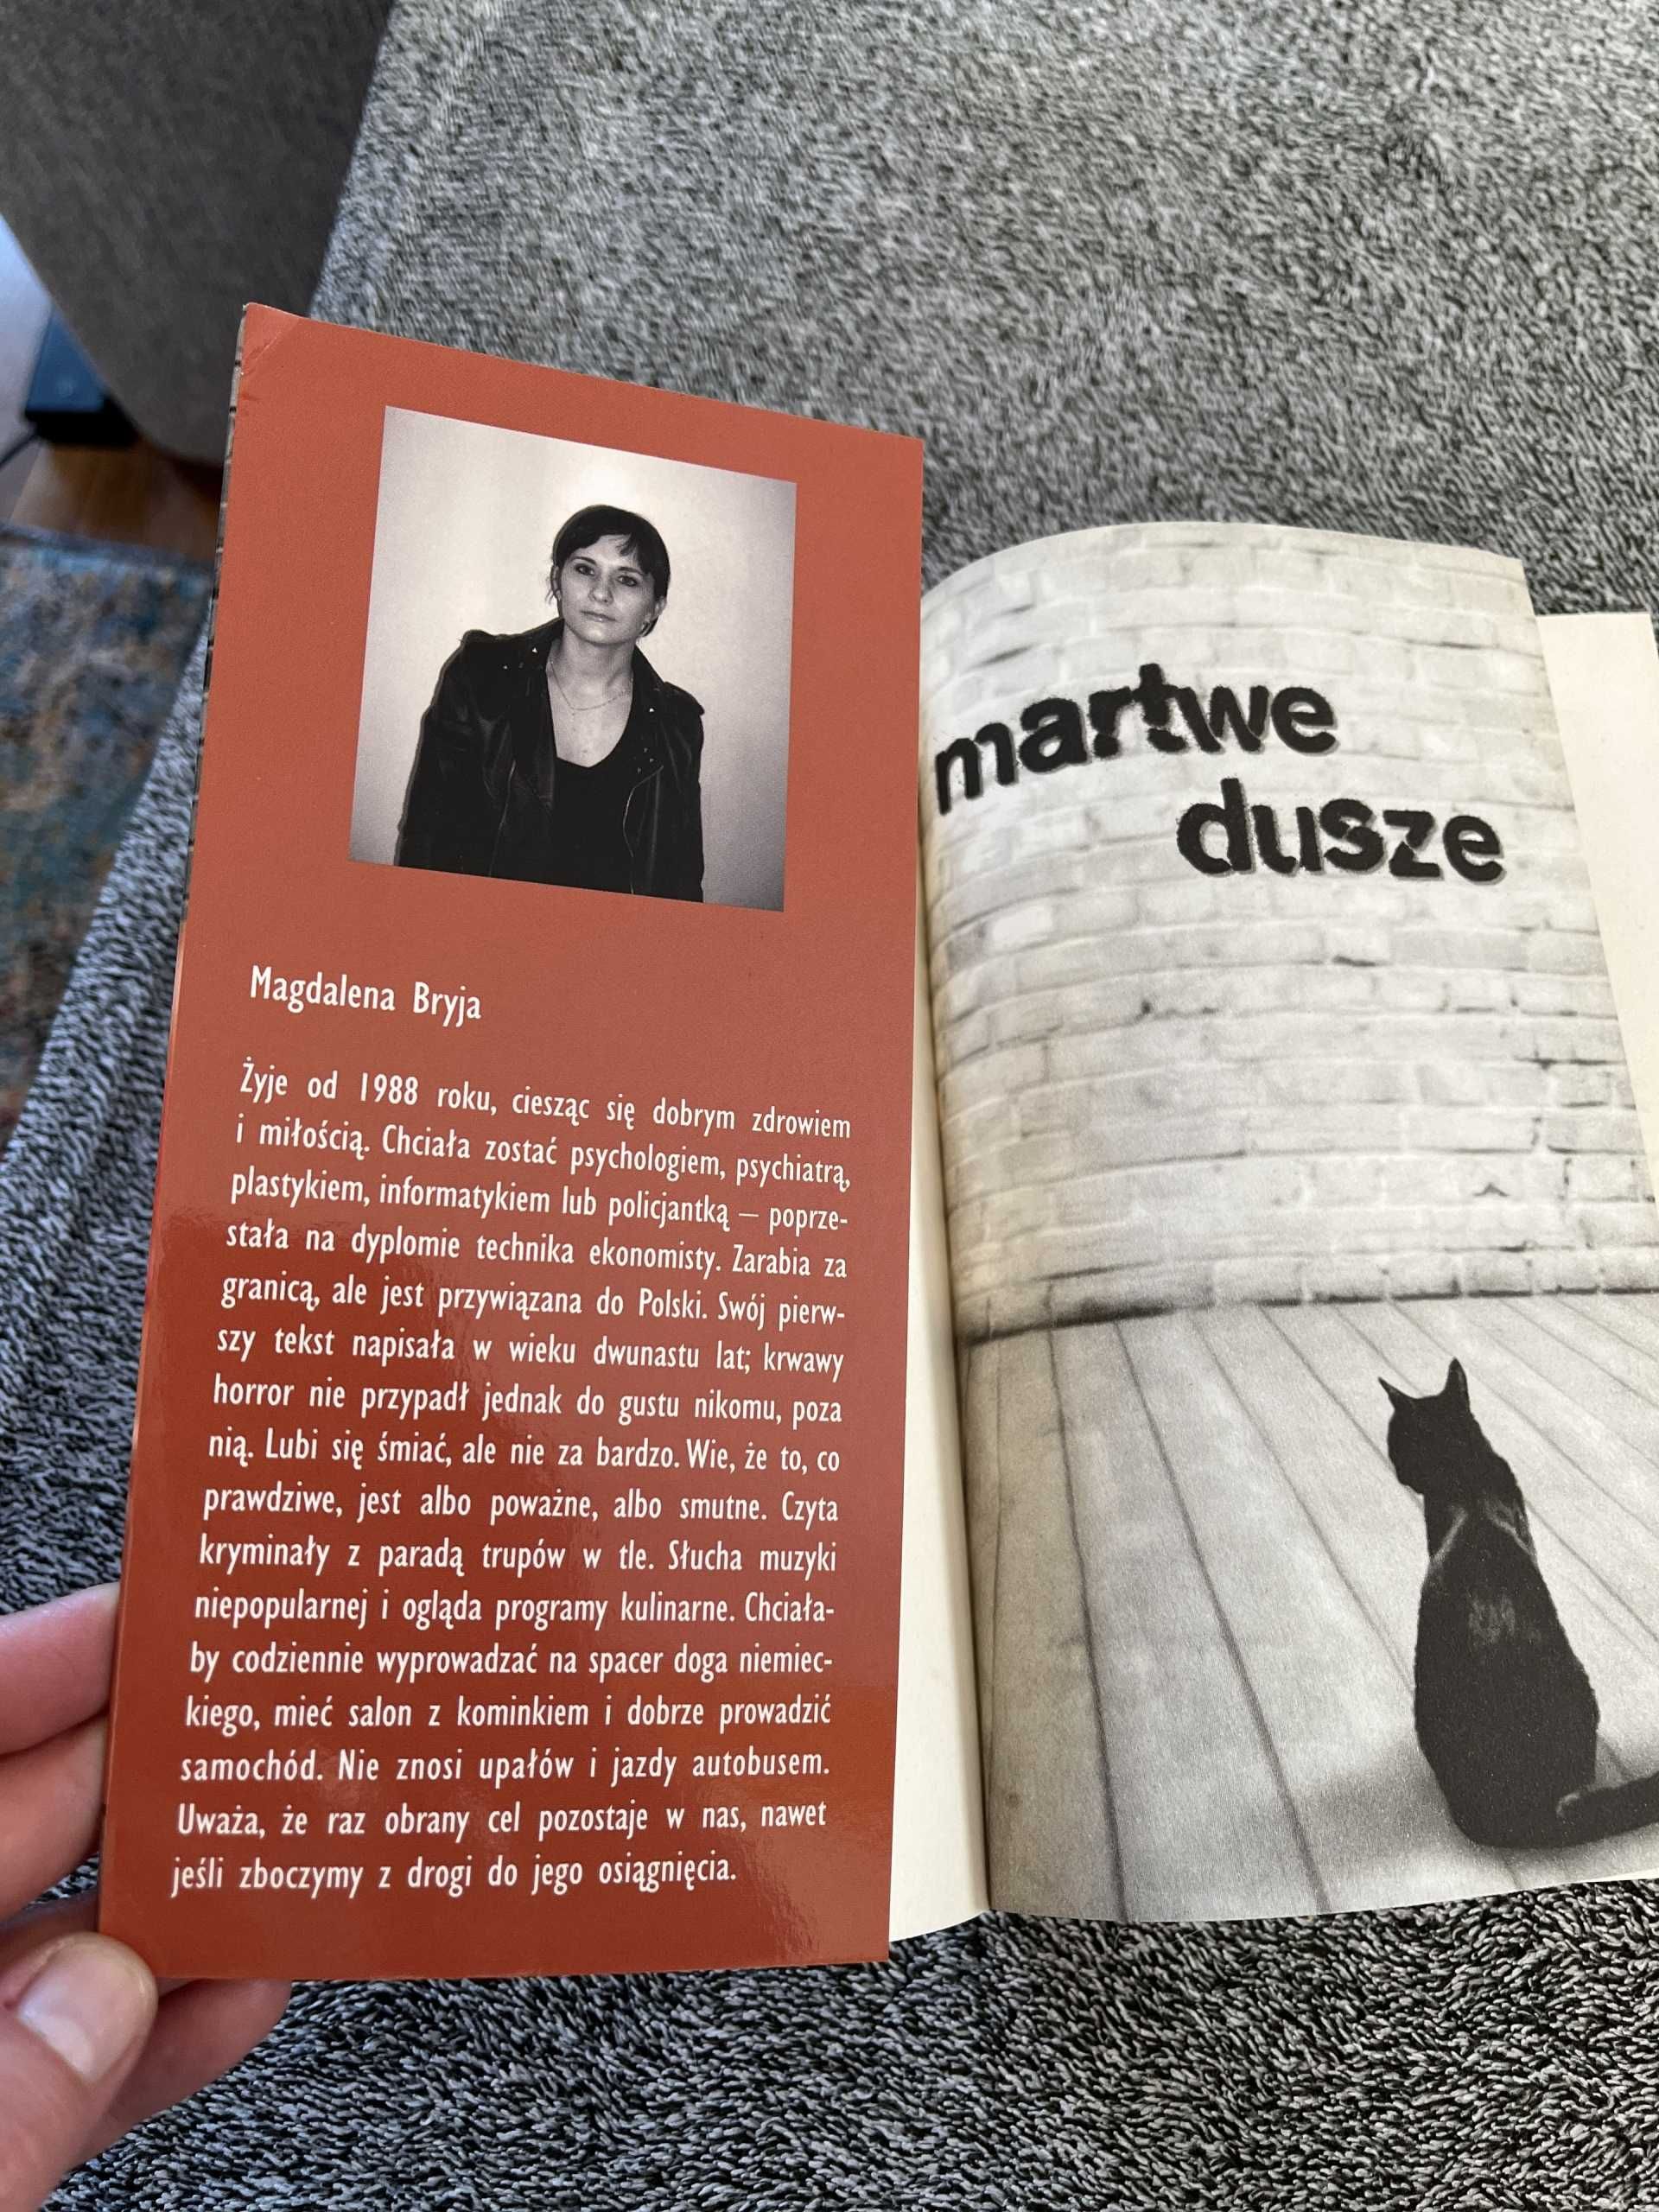 Magdalena Bryja
Żyje od 1988 roku, ciesząc się dobrym zdrowiem
i miłością. Chciała zostać psychologiem, psychiatrą,
plastykiem, informatykiem lub policjantką – poprze-
stała na dyplomie technika ekonomisty. Zarabia za
granicą, ale jest przywiązana do Polski. Swój pierw-
szy tekst napisała w wieku dwunastu lat; krwawy
horror nie przypadł jednak do gustu nikomu, poza
nią. Lubi się śmiać, ale nie za bardzo. Wie, że to, co
prawdziwe, jest albo poważne, albo smutne. Czyta
kryminały z paradą trupów w tle. Słucha muzyki
niepopularnej i ogląda programy kulinarne. Chciała-
by codziennie wyprowadzać na spacer doga niemiec-
kiego, mieć salon z kominkiem i dobrze prowadzić
samochód. Nie znosi upałów i jazdy autobusem.
Uważa, że raz obrany cel pozostaje w nas, nawet
jeśli zboczymy z drogi do jego osiągnięcia.
martwe
dusze